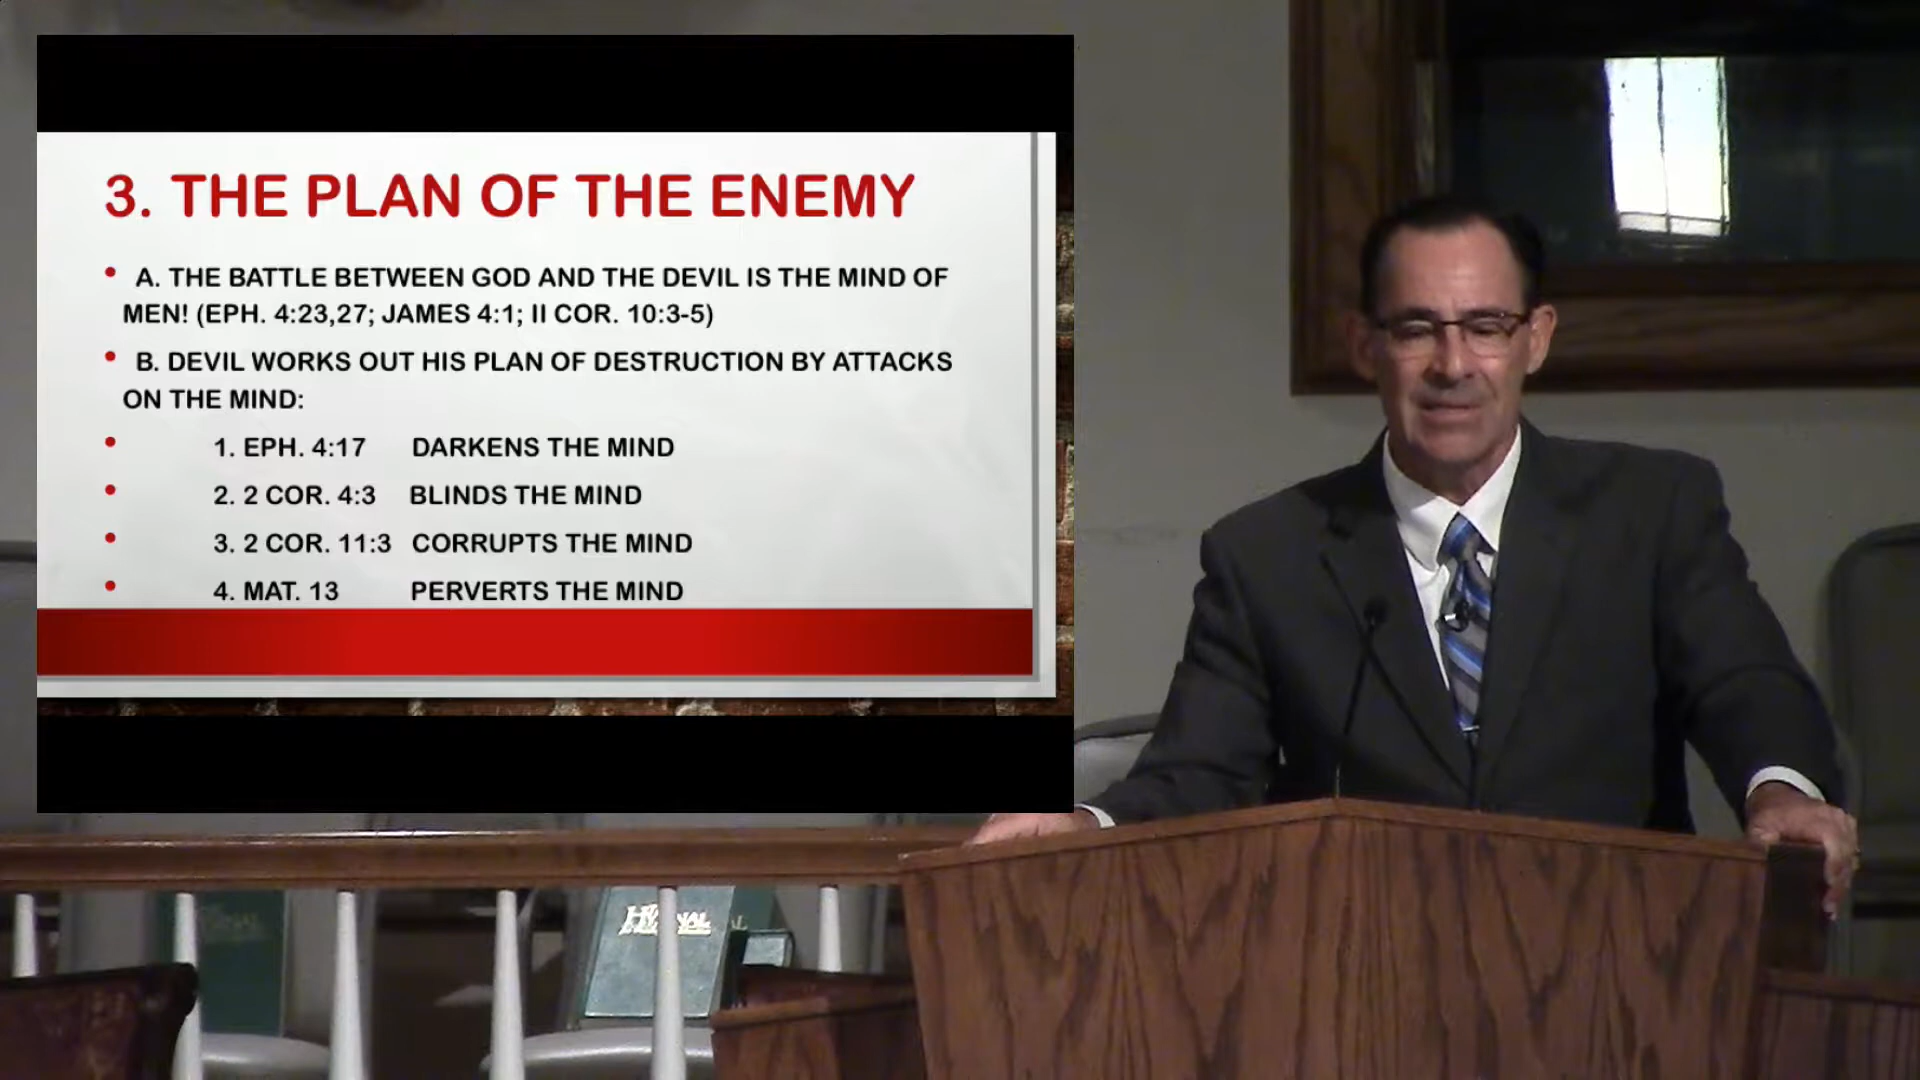 3. THE PLAN OF THE ENEMY
• A. THE BATTLE BETWEEN GOD AND THE DEVIL IS THE MIND OF
MEN! (EPH. 4:23,27; JAMES 4:1; II COR. 10:3-5)
• B. DEVIL WORKS OUT HIS PLAN OF DESTRUCTION BY ATTACKS
ON THE MIND:
• 1. EPH. 4:17 DARKENS THE MIND
• 2. 2 COR. 4:3 BLINDS THE MIND
• 3. 2 COR. 11:3 CORRUPTS THE MIND
• 4. MAT. 13 PERVERTS THE MIND